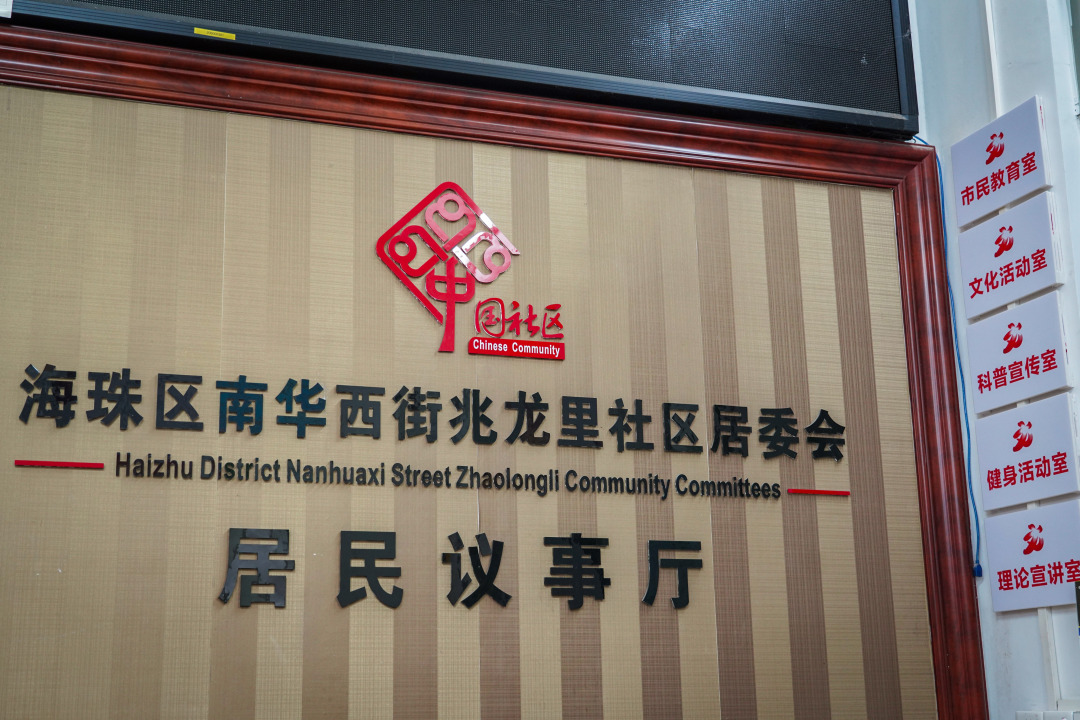 中国社区
Chinese Community
海珠区南华西街兆龙里社区居委会
Haizhu District Nanhuaxi Street Zhaolongli Community Committees
居民议事厅
市民教育室
文化活动室
科普宣传室
健身活动室
理论宣讲室